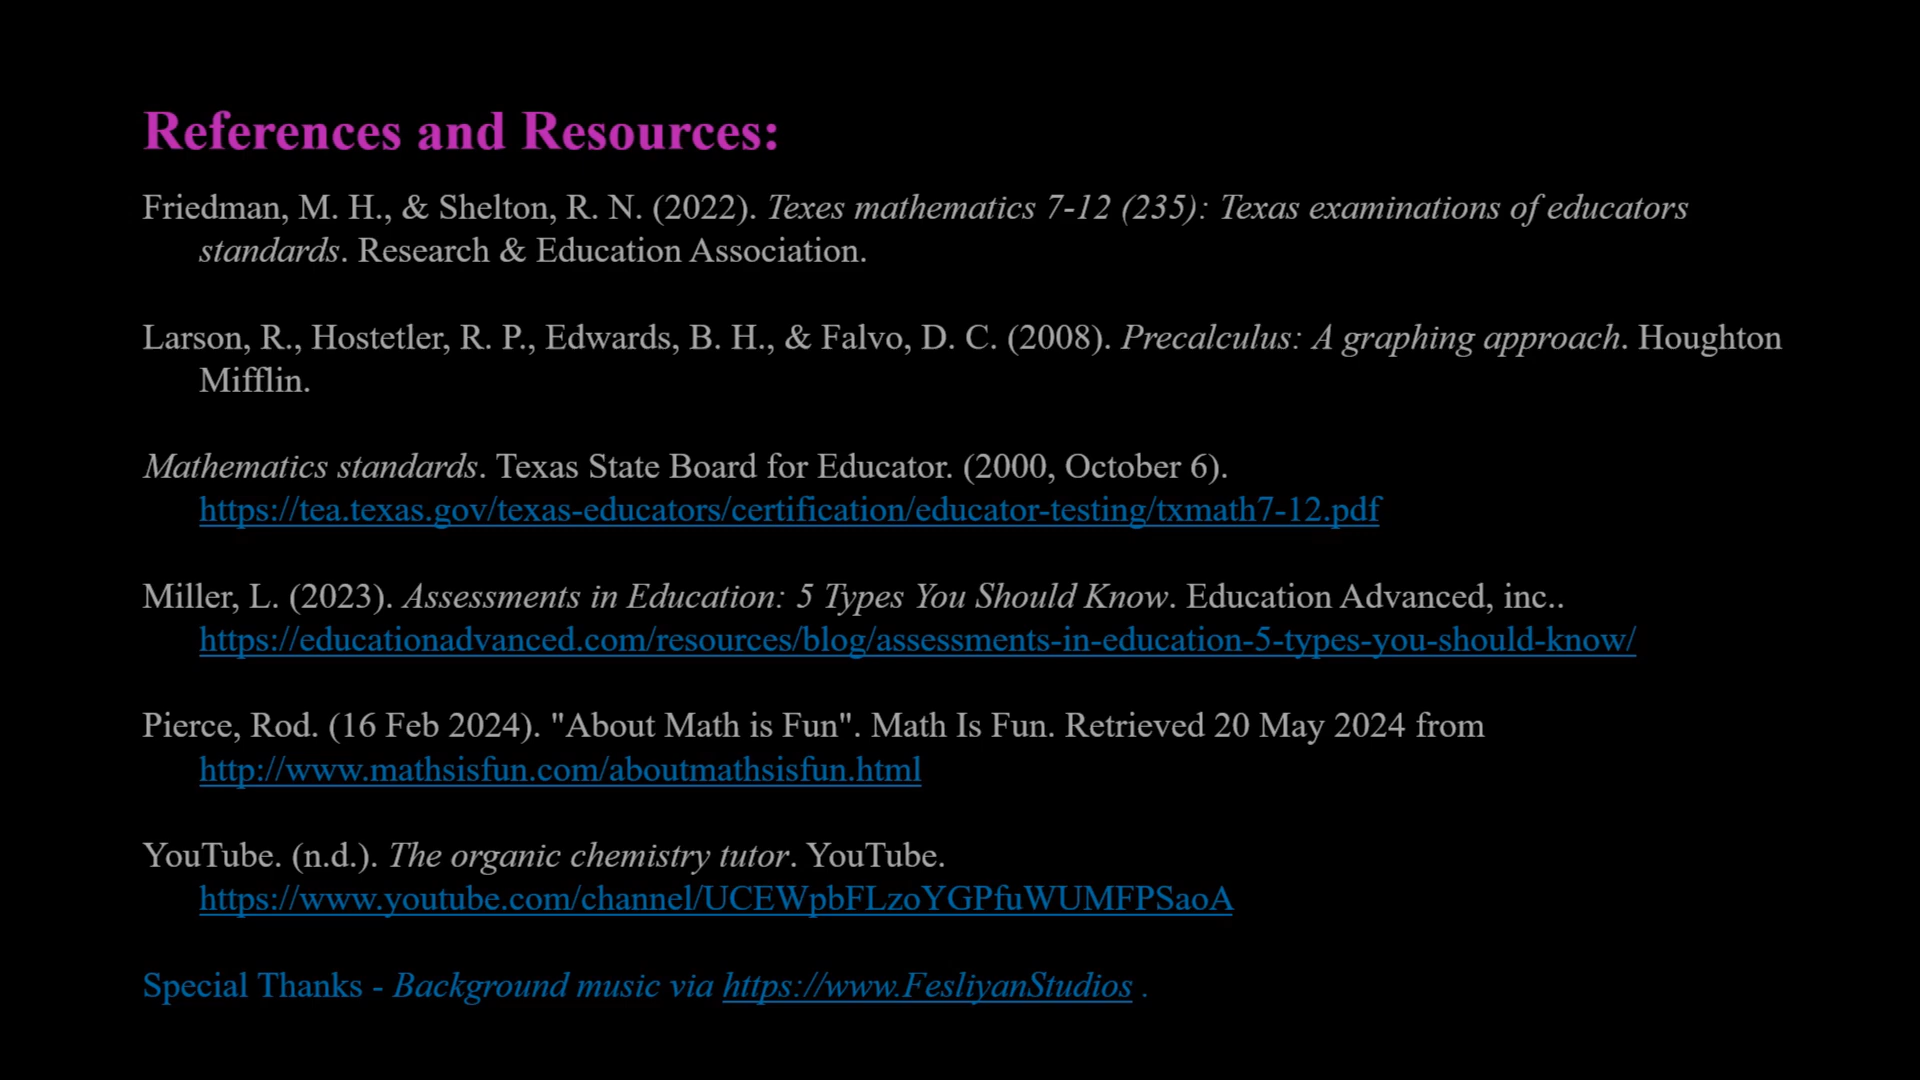 References and Resources:
Friedman, M. H., & Shelton, R. N. (2022). Texes mathematics 7-12 (235): Texas examinations of educators
standards. Research & Education Association.
Larson, R., Hostetler, R. P., Edwards, B. H., & Falvo, D. C. (2008). Precalculus: A graphing approach. Houghton
Mifflin.
Mathematics standards. Texas State Board for Educator. (2000, October 6).
https://tea.texas.gov/texas-educators/certification/educator-testing/txmath7-12.pdf
Miller, L. (2023). Assessments in Education: 5 Types You Should Know. Education Advanced, inc..
https://educationadvanced.com/resources/blog/assessments-in-education-5-types-you-should-know/
Pierce, Rod. (16 Feb 2024). "About Math is Fun". Math Is Fun. Retrieved 20 May 2024 from
http://www.mathsisfun.com/aboutmathsisfun.html
YouTube. (n.d.). The organic chemistry tutor. YouTube.
https://www.youtube.com/channel/UCEWpbFLzoYGPfuWUMFPSaoA
Special Thanks - Background music via https://www.FesliyanStudios .